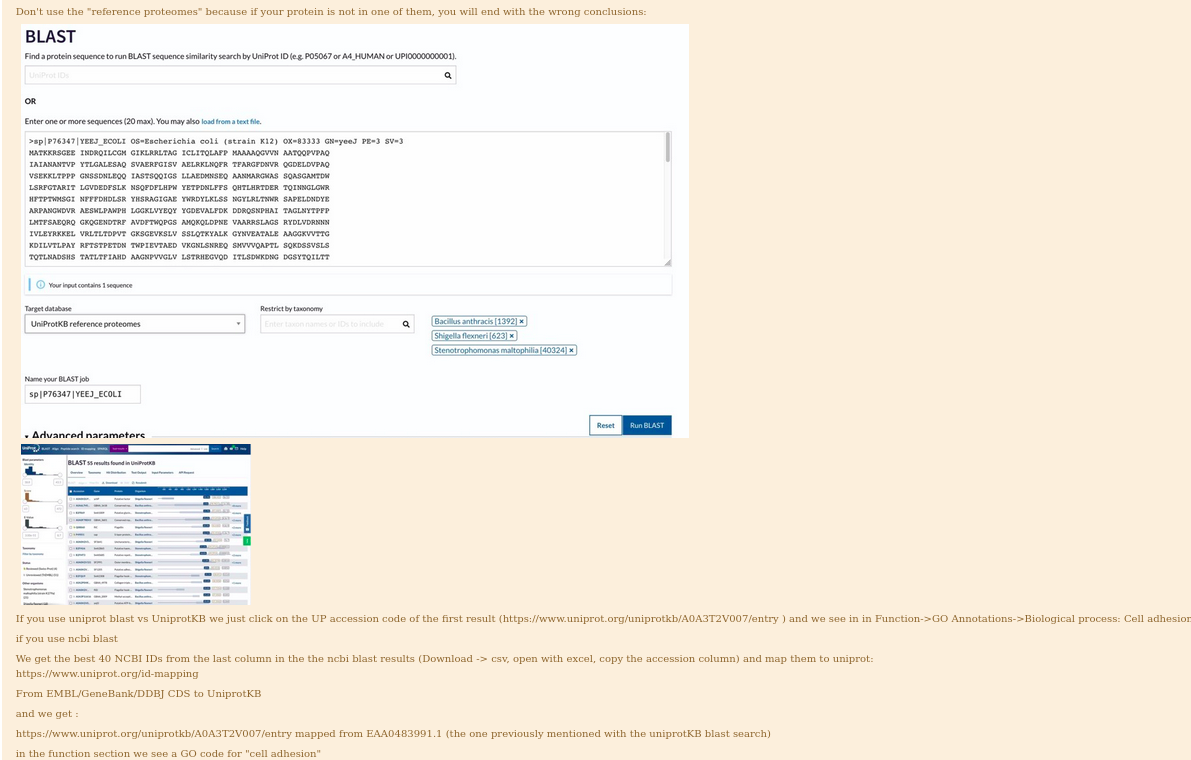 Don't use the "reference proteomes" because if your protein is not in one of them, you will end with the wrong conclusions:
BLAST
Find a protein sequence to run BLAST sequence similarity search by UniProt ID (e.g. P05067 or A4_HUMAN or UPI0000000001).
UniProt IDs
OR
Enter one or more sequences (20 max). You may also load from a text file.
>sp|P76347|YEEJ_ECOLI OS=Escherichia coli (strain K12) OX=83333 GN=yeeJ PE=3 SV=3
MATKKRSGEE INDRQILCGM GIKLRRLTAG ICLITQLAFP MAAAAQGVVN AATQQPVPAQ
IAIANANTVP YTLGALESAQ SVAERFGISV AELRKLNQFR TFARGFDNVR QGDELDVPAQ
VSEKKLTPPP GNSSDNLEQQ IASTSQQIGS LLAEDMNSEQ AANMARGWAS SQASGAMTDW
LSRFGTARIT LGVDEDFSLK NSQFDFLHPW YETPDNLFFS QHTLHRTDER TQINNGLGWR
HFTPTWMSGI NFFFDHDLSR YHSRAGIGAE YWRDYLKLSS NGYLRLTNWR SAPELDNDYE
ARPANGWDVR AESWLPAWPH LGGKLVYEQY YGDEVALFDK DDRQSNPHAI TAGLNYTPFP
LMTFSAEQRQ GKQGENDTRF AVDFTWQPGS AMQKQLDPNE VAARRSLAGS RYDLVDRNNN
IVLEYRKKEL VRLTLTDPVT GKSGEVKSLV SSLQTKYALK GYNVEATALE AAGGKVVTTG
KDILVTLPAY RFTSTPETDN TWPIEVTAED VKGNLSNREQ SMVVVQAPTL SQKDSSVSLS
TQTLNADSHS TATLTFIAHD AAGNPVVGLV LSTRHEGVQD ITLSDWKDNG DGSYTQILTT
Your input contains 1 sequence
Target database
UniProtKB reference proteomes
Restrict by taxonomy
Enter taxon names or IDs to include
Bacillus anthracis [1392] ×
Shigella flexneri [623] ×
Stenotrophomonas maltophilia [40324] ×
Name your BLAST job
sp|P76347|YEEJ_ECOLI
Reset
Run BLAST
Advanced parameters
BLAST 55 results found in UniProtKB
If you use uniprot blast vs UniprotKB we just click on the UP accession code of the first result (https://www.uniprot.org/uniprotkb/A0A3T2V007/entry ) and we see in in Function->GO Annotations->Biological process: Cell adhesion
if you use ncbi blast
We get the best 40 NCBI IDs from the last column in the the ncbi blast results (Download -> csv, open with excel, copy the accession column) and map them to uniprot:
https://www.uniprot.org/id-mapping
From EMBL/GeneBank/DDBJ CDS to UniprotKB
and we get :
https://www.uniprot.org/uniprotkb/A0A3T2V007/entry mapped from EAA0483991.1 (the one previously mentioned with the uniprotKB blast search)
in the function section we see a GO code for "cell adhesion"